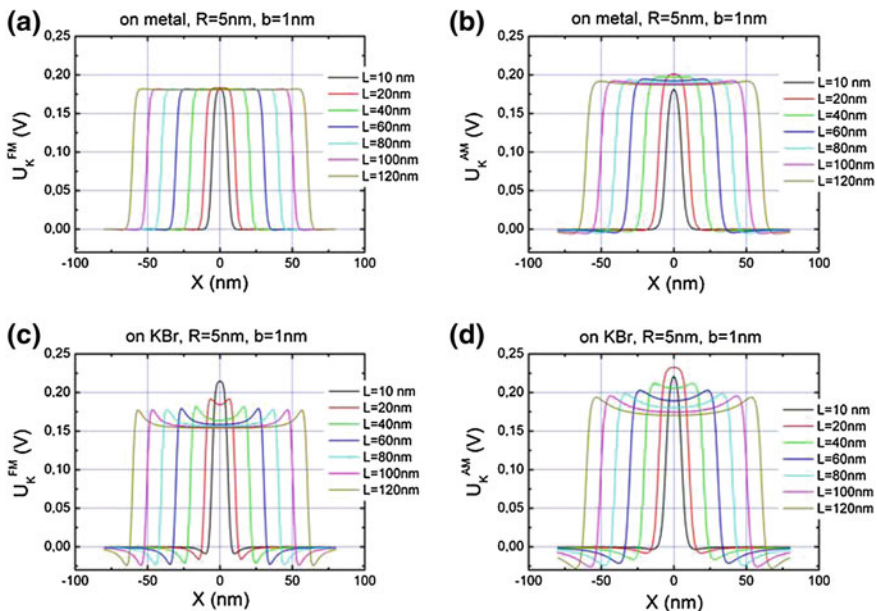 (a)
on metal, R=5nm, b=1nm
0,25
0,20
0,15
0,10
0,05
0,00
U_K^FM (V)
-100
-50
0
50
100
X (nm)
L=10 nm
L=20nm
L=40nm
L=60nm
L=80nm
L=100nm
L=120nm
(b)
on metal, R=5nm, b=1nm
0,25
0,20
0,15
0,10
0,05
0,00
U_K^AM (V)
-100
-50
0
50
100
X (nm)
L=10 nm
L=20nm
L=40nm
L=60nm
L=80nm
L=100nm
L=120nm
(c)
on KBr, R=5nm, b=1nm
0,25
0,20
0,15
0,10
0,05
0,00
U_K^FM (V)
-100
-50
0
50
100
X (nm)
L=10 nm
L=20nm
L=40nm
L=60nm
L=80nm
L=100nm
L=120nm
(d)
on KBr, R=5nm, b=1nm
0,25
0,20
0,15
0,10
0,05
0,00
U_K^AM (V)
-100
-50
0
50
100
X (nm)
L=10 nm
L=20nm
L=40nm
L=60nm
L=80nm
L=100nm
L=120nm